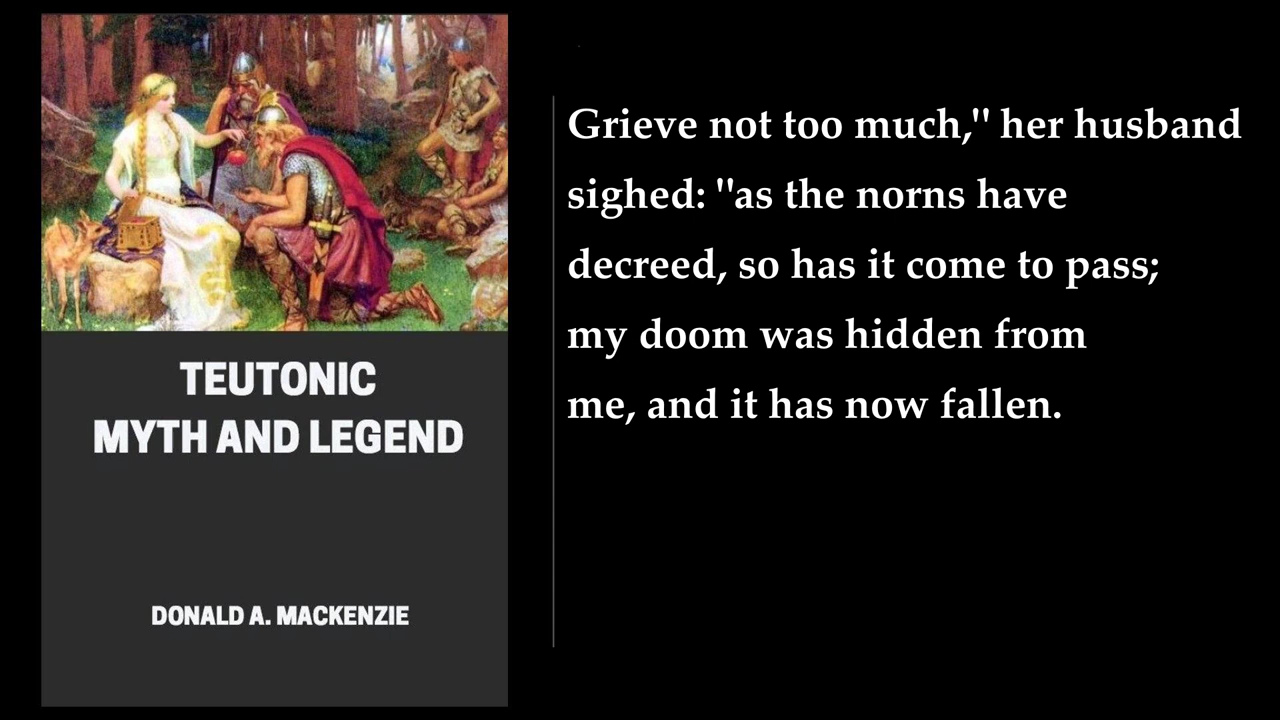 TEUTONIC
MYTH AND LEGEND
DONALD A. MACKENZIE
Grieve not too much," her husband
sighed: "as the norns have
decreed, so has it come to pass;
my doom was hidden from
me, and it has now fallen.